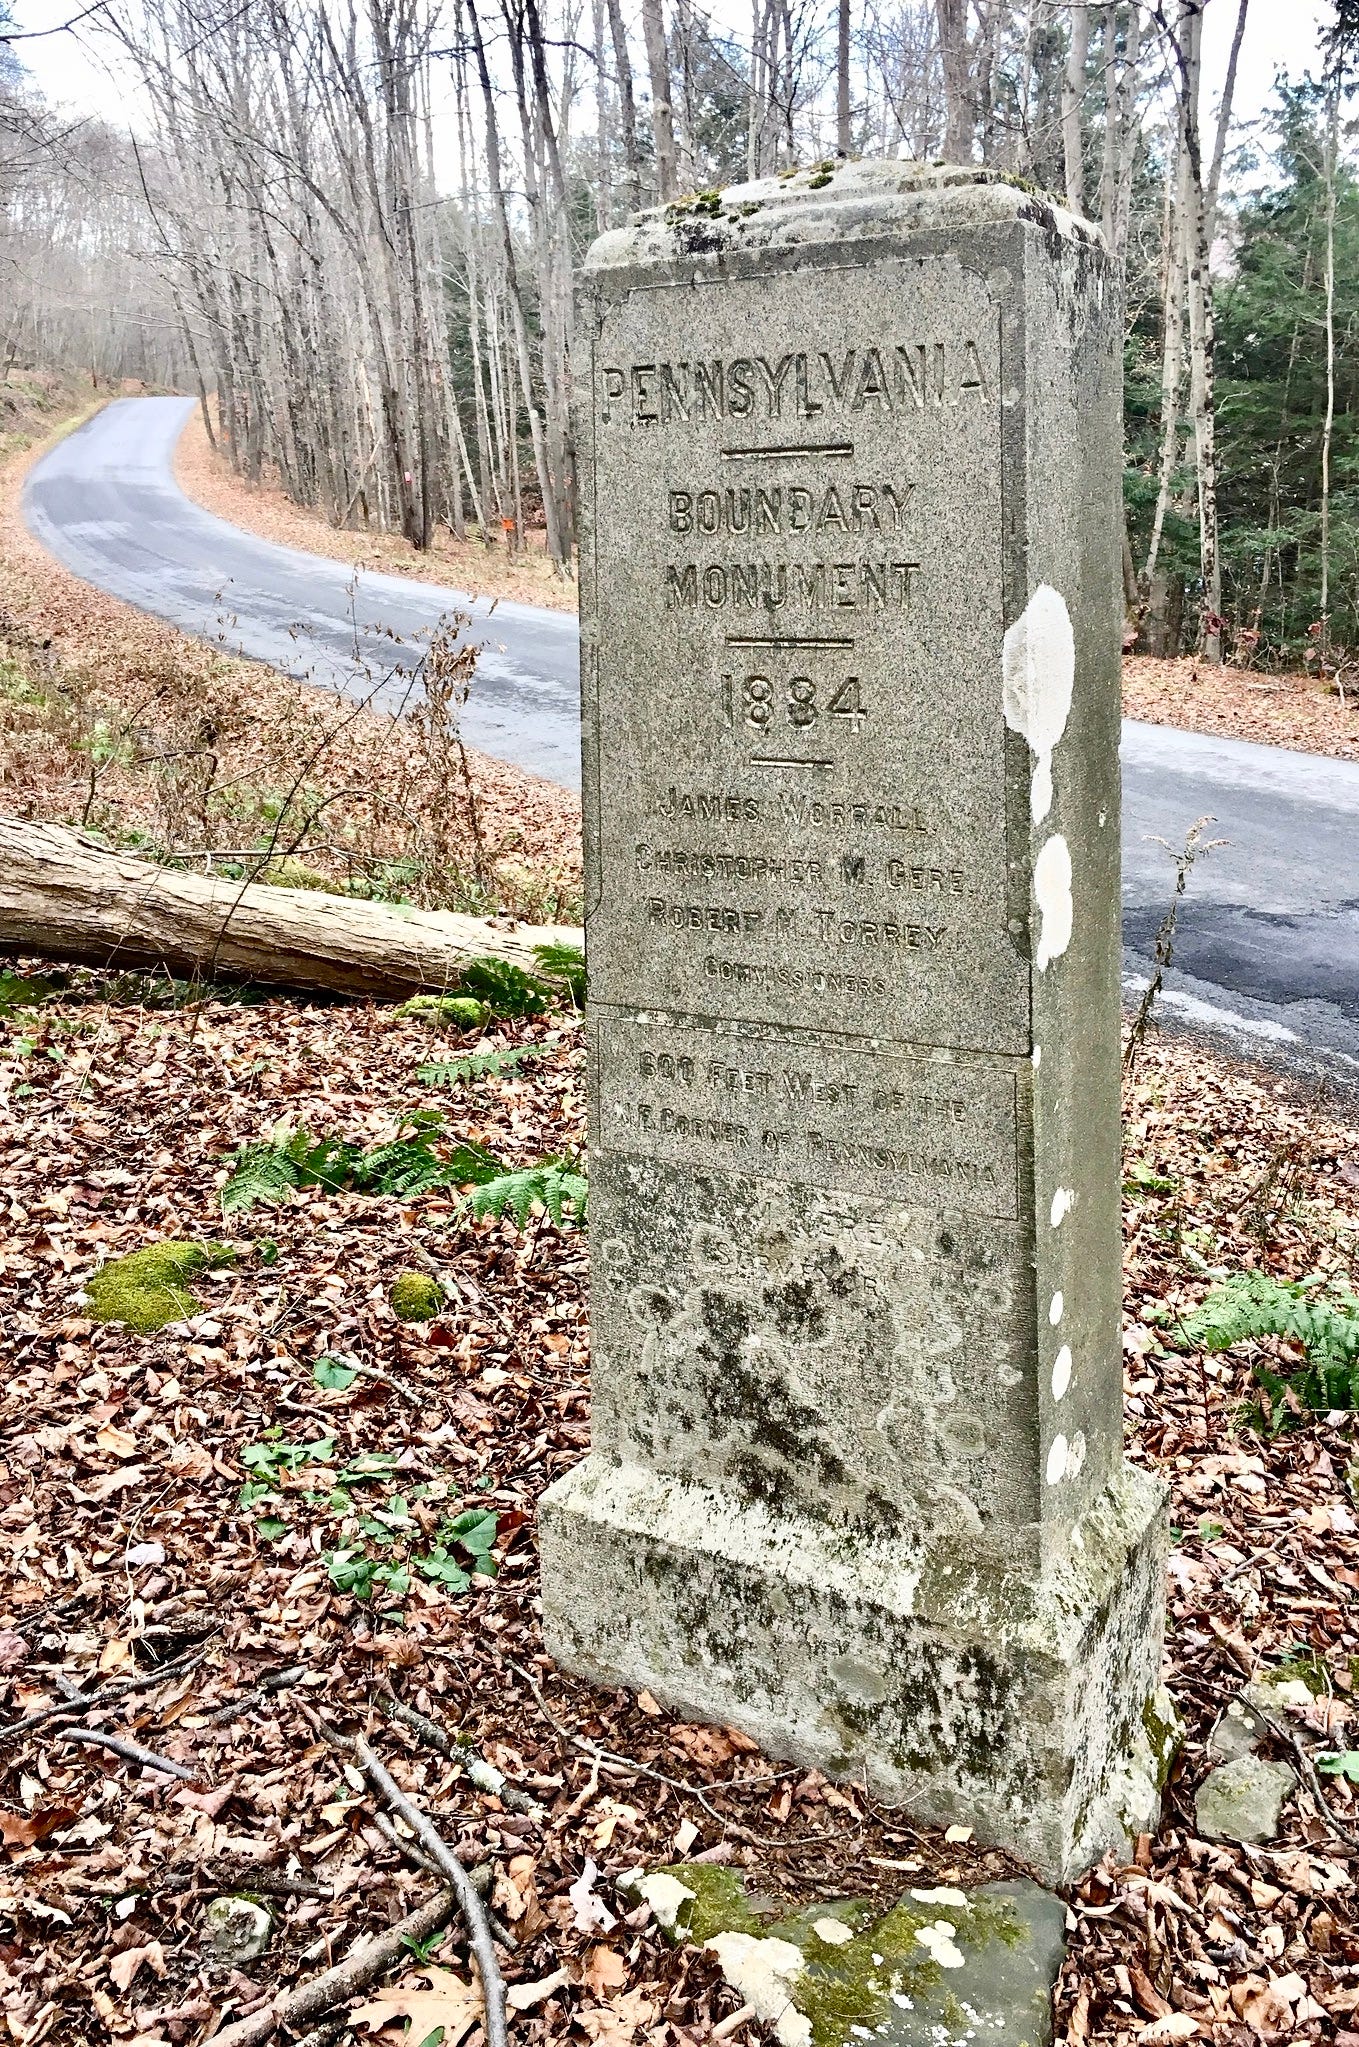 PENNSYLVANIA
BOUNDARY
MONUMENT
1884
JAMES WORRALL,
CHRISTOPHER M. GERE,
ROBERT N. TORREY
COMMISSIONERS.
600 FEET WEST OF THE
N.E. CORNER OF PENNSYLVANIA
SURVEYOR